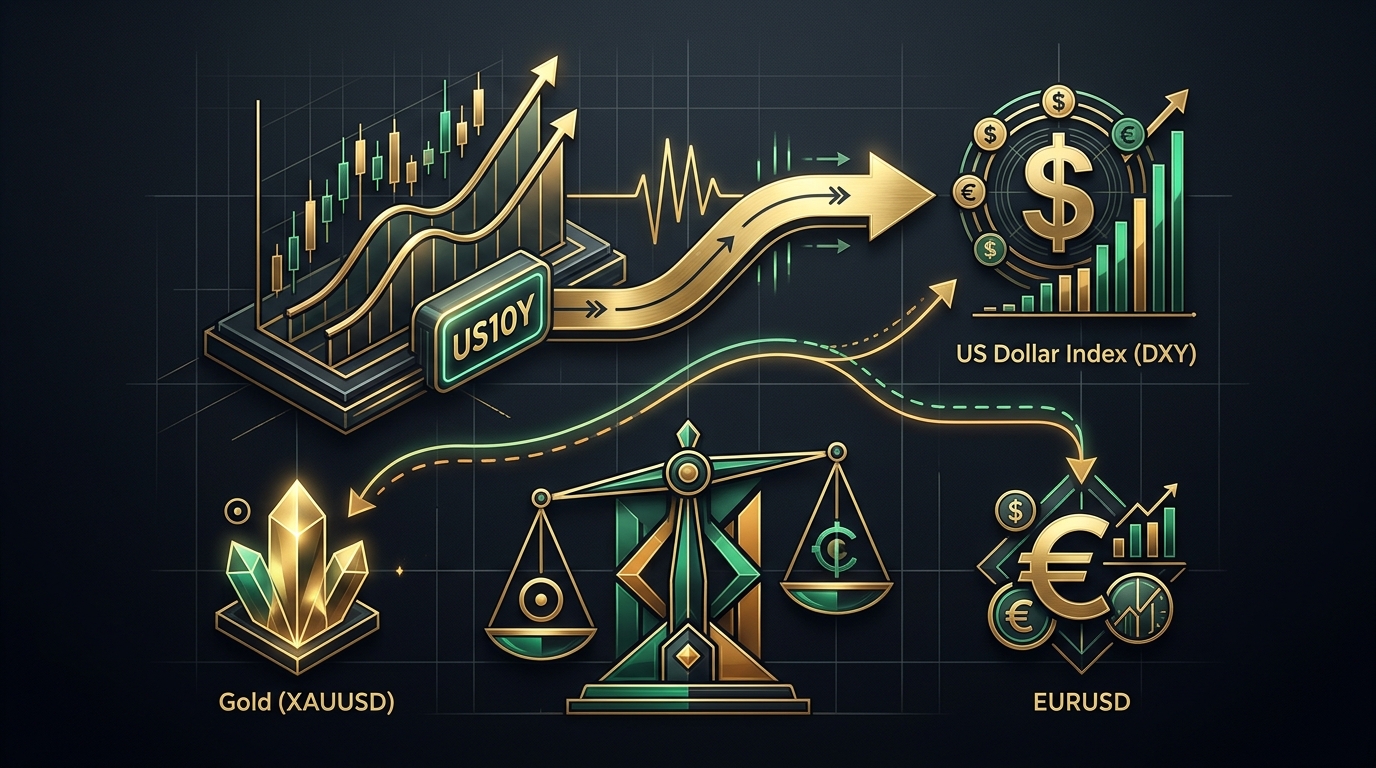 US10Y
$
$
€
€
$
$
US Dollar Index (DXY)
$
€
€
Gold (XAUUSD)
EURUSD